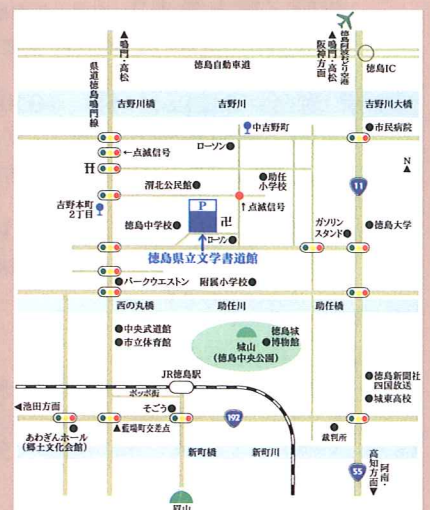 ▲鳴門・高松
▲鳴門・高松
阪神方面
徳島阿波おどり空港
徳島自動車道
徳島IC
県道徳島鳴門線
吉野川橋
吉野川
吉野川大橋
中吉野町
市民病院
←点滅信号
ローソン
N
渭北公民館
助任
小学校
11
吉野本町
2丁目
P
↑点滅信号
徳島中学校
卍
ガソリン
スタンド
徳島大学
ローソン
徳島県立文学書道館
パークウエストン
附属小学校
西の丸橋
助任川
助任橋
中央武道館
市立体育館
徳島城
博物館
城山
(徳島中央公園)
JR徳島駅
徳島新聞社
四国放送
ポッポ街
城東高校
◀池田方面
そごう
192
あわぎんホール
(郷土文化会館)
▲藍場町交差点
裁判所
新町橋
新町川
55
阿南・
高知方面▼
眉山